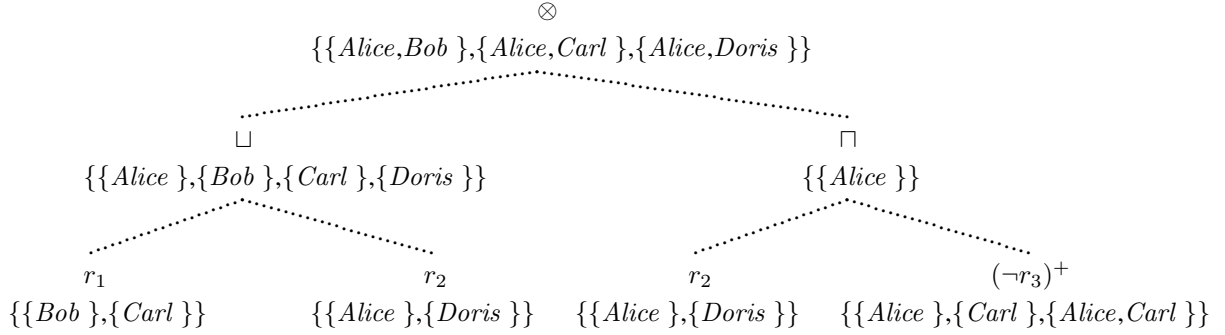 ⊗
{{Alice,Bob },{Alice,Carl },{Alice,Doris }}
⊔ ⊓
{{Alice },{Bob },{Carl },{Doris }} {{Alice }}
r₁ r₂ r₂ (¬r₃)⁺
{{Bob },{Carl }} {{Alice },{Doris }} {{Alice },{Doris }} {{Alice },{Carl },{Alice,Carl }}